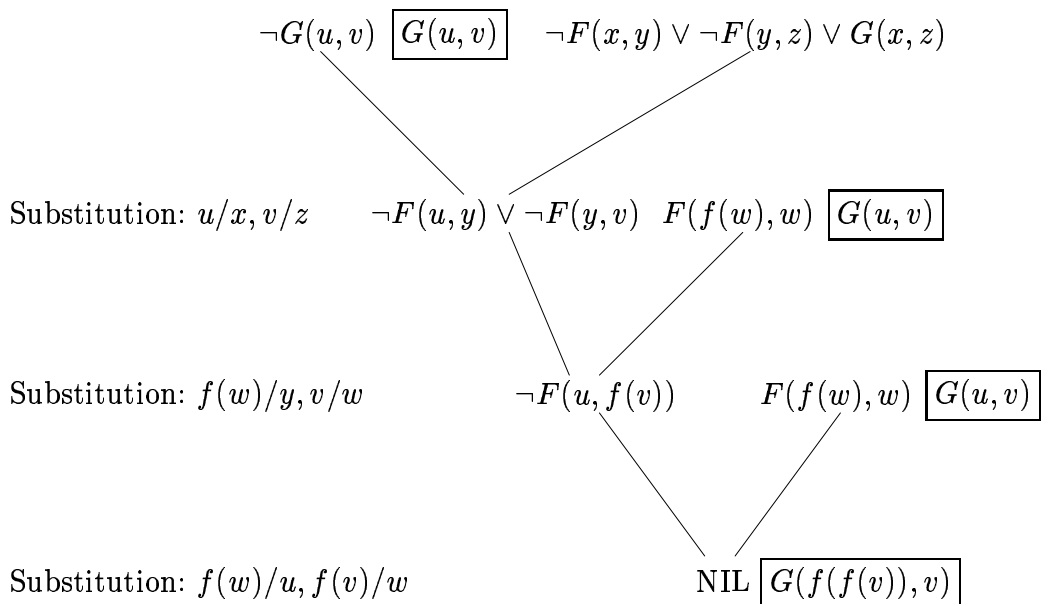 ¬G(u, v) G(u, v) ¬F(x, y) ∨ ¬F(y, z) ∨ G(x, z)
Substitution: u/x, v/z ¬F(u, y) ∨ ¬F(y, v) F(f(w), w) G(u, v)
Substitution: f(w)/y, v/w ¬F(u, f(v)) F(f(w), w) G(u, v)
Substitution: f(w)/u, f(v)/w NIL G(f(f(v)), v)